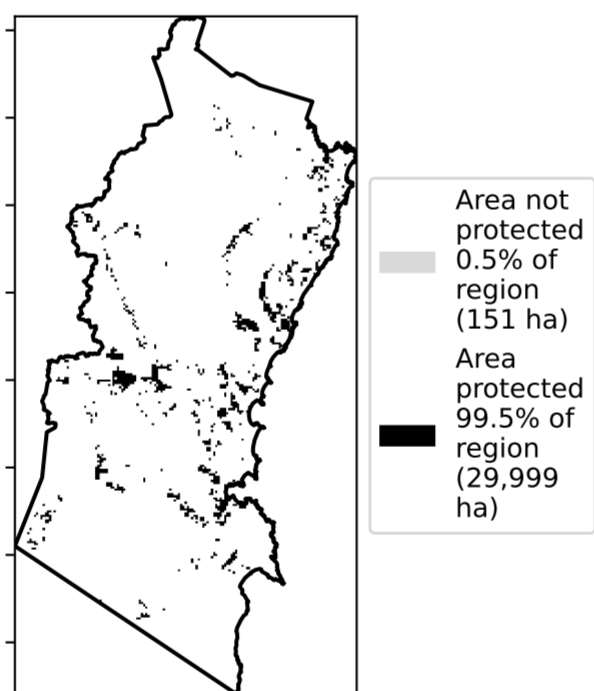 Area not
protected
0.5% of
region
(151 ha)
Area
protected
99.5% of
region
(29,999
ha)